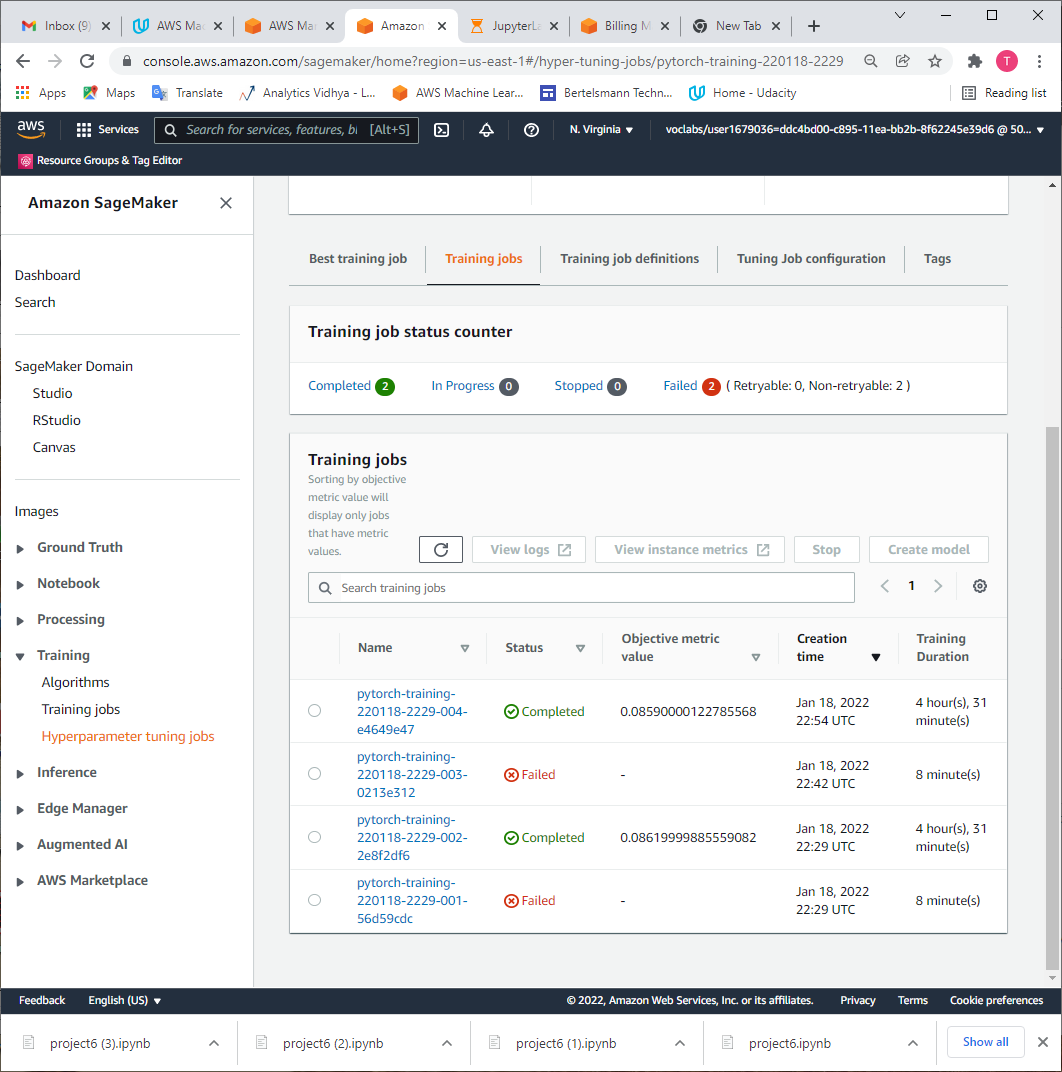 Inbox (9)
AWS Mac
AWS Mar
Amazon
JupyterLa
Billing M
New Tab
console.aws.amazon.com/sagemaker/home?region=us-east-1#/hyper-tuning-jobs/pytorch-training-220118-2229
T
Apps
Maps
Translate
Analytics Vidhya - L...
AWS Machine Lear...
Bertelsmann Techn...
Home - Udacity
Reading list
aws
Services
Search for services, features, bl
[Alt+S]
N. Virginia
voclabs/user1679036=ddc4bd00-c895-11ea-bb2b-8f62245e39d6 @ 50...
Resource Groups & Tag Editor
Amazon SageMaker
Dashboard
Search
SageMaker Domain
Studio
RStudio
Canvas
Images
Ground Truth
Notebook
Processing
Training
Algorithms
Training jobs
Hyperparameter tuning jobs
Inference
Edge Manager
Augmented AI
AWS Marketplace
Best training job
Training jobs
Training job definitions
Tuning Job configuration
Tags
Training job status counter
Completed 2
In Progress 0
Stopped 0
Failed 2 ( Retryable: 0, Non-retryable: 2 )
Training jobs
Sorting by objective
metric value will
display only jobs
that have metric
values.
View logs
View instance metrics
Stop
Create model
Search training jobs
1
Name
Status
Objective metric
value
Creation
time
Training
Duration
pytorch-training-
220118-2229-004-
e4649e47
Completed
0.08590000122785568
Jan 18, 2022
22:54 UTC
4 hour(s), 31
minute(s)
pytorch-training-
220118-2229-003-
0213e312
Failed
-
Jan 18, 2022
22:42 UTC
8 minute(s)
pytorch-training-
220118-2229-002-
2e8f2df6
Completed
0.08619999885559082
Jan 18, 2022
22:29 UTC
4 hour(s), 31
minute(s)
pytorch-training-
220118-2229-001-
56d59cdc
Failed
-
Jan 18, 2022
22:29 UTC
8 minute(s)
Feedback
English (US)
© 2022, Amazon Web Services, Inc. or its affiliates.
Privacy
Terms
Cookie preferences
project6 (3).ipynb
project6 (2).ipynb
project6 (1).ipynb
project6.ipynb
Show all